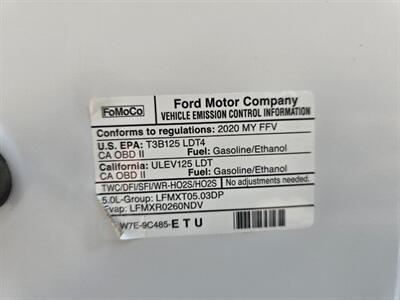 FoMoCo
Ford Motor Company
VEHICLE EMISSION CONTROL INFORMATION
Conforms to regulations: 2020 MY FFV
U.S. EPA: T3B125 LDT4
CA OBD II Fuel: Gasoline/Ethanol
California: ULEV125 LDT
CA OBD II Fuel: Gasoline/Ethanol
TWC/DFI/SFI/WR-HO2S/HO2S No adjustments needed.
5.0L-Group: LFMXT05.03DP
Evap: LFMXR0260NDV
W7E-9C485-ETU